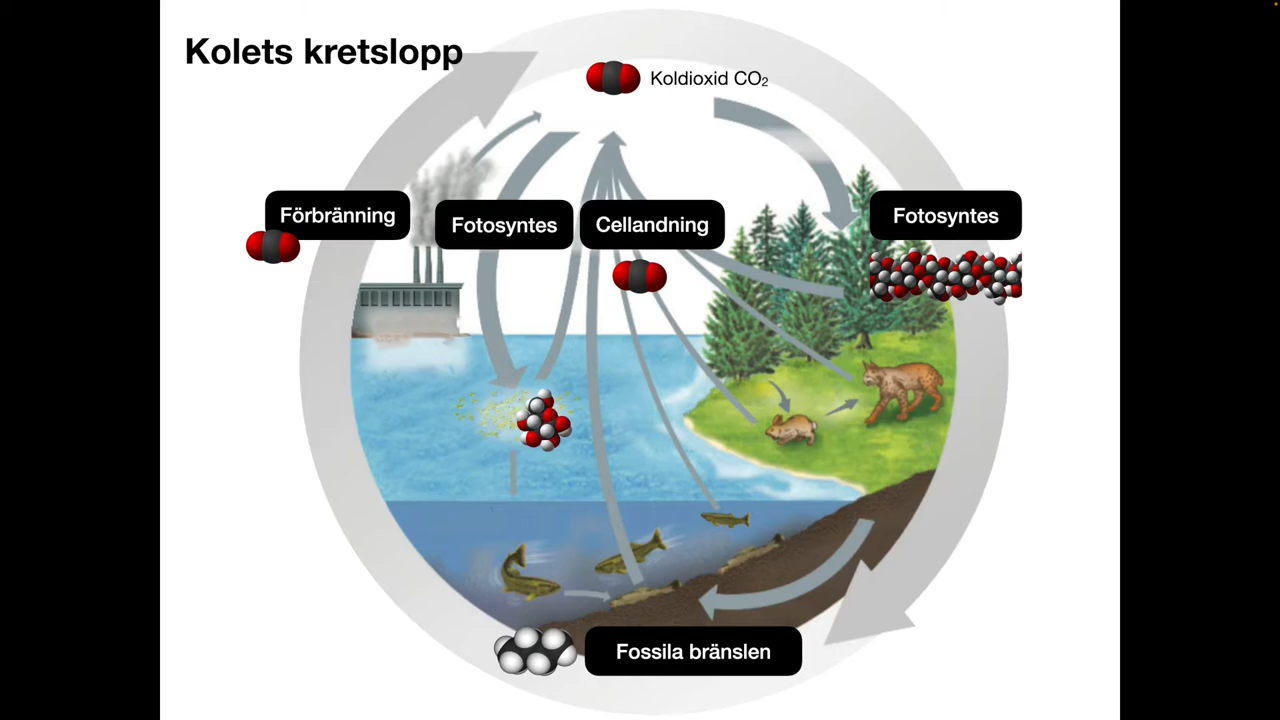 Kolets kretslopp
Koldioxid CO₂
Förbränning
Fotosyntes
Cellandning
Fotosyntes
Fossila bränslen